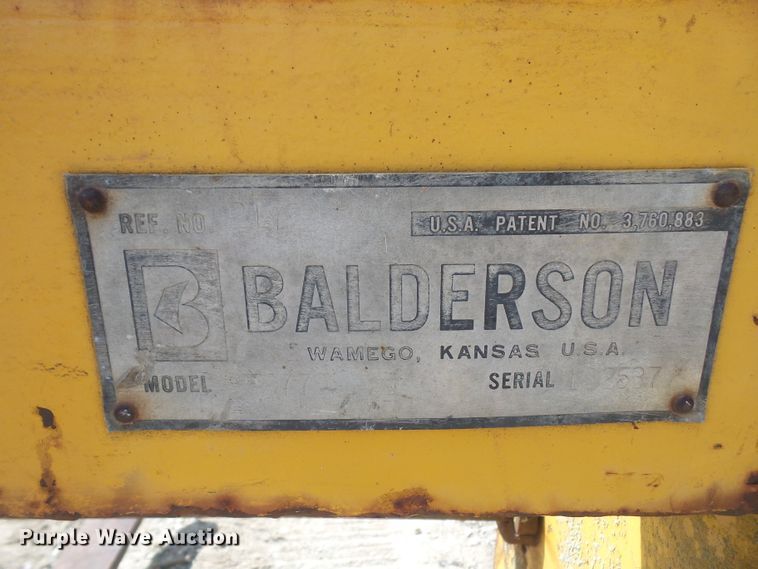 REF. NO
U.S.A. PATENT NO. 3,760,883
B BALDERSON
WAMEGO, KANSAS U.S.A.
MODEL
SERIAL
Purple Wave Auction